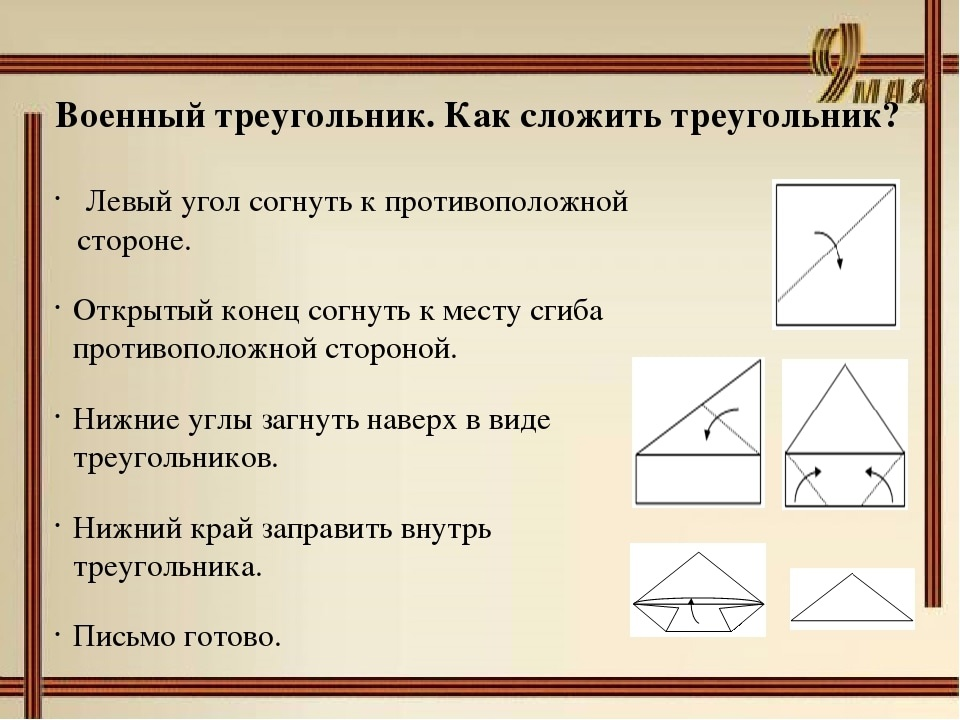 9 мая
Военный треугольник. Как сложить треугольник?
· Левый угол согнуть к противоположной
стороне.
· Открытый конец согнуть к месту сгиба
противоположной стороной.
· Нижние углы загнуть наверх в виде
треугольников.
· Нижний край заправить внутрь
треугольника.
· Письмо готово.